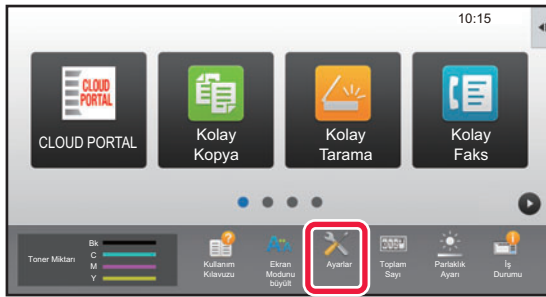 10:15
CLOUD
PORTAL
CLOUD PORTAL
Kolay
Kopya
Kolay
Tarama
Kolay
Faks
Toner Miktarı
Bk
C
M
Y
Kullanım
Kılavuzu
Ekran
Modunu
büyült
Ayarlar
Toplam
Sayı
Parlaklık
Ayarı
İş
Durumu